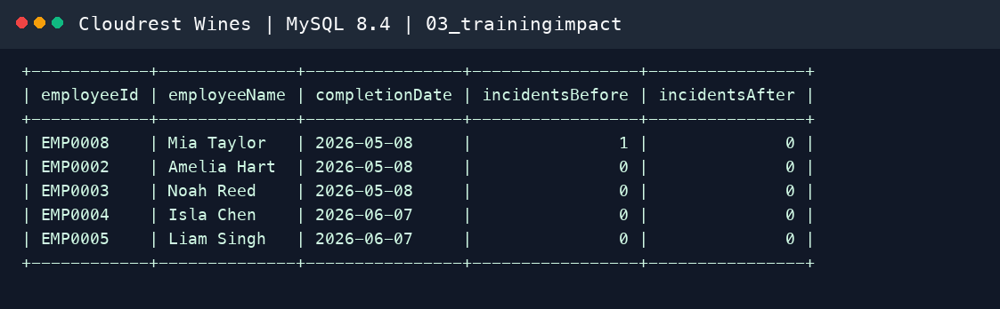 Cloudrest Wines | MySQL 8.4 | 03_trainingimpact
+------------+--------------+----------------+-----------------+----------------+
| employeeId | employeeName | completionDate | incidentsBefore | incidentsAfter |
+------------+--------------+----------------+-----------------+----------------+
| EMP0008    | Mia Taylor   | 2026-05-08     |               1 |              0 |
| EMP0002    | Amelia Hart  | 2026-05-08     |               0 |              0 |
| EMP0003    | Noah Reed    | 2026-05-08     |               0 |              0 |
| EMP0004    | Isla Chen    | 2026-06-07     |               0 |              0 |
| EMP0005    | Liam Singh   | 2026-06-07     |               0 |              0 |
+------------+--------------+----------------+-----------------+----------------+